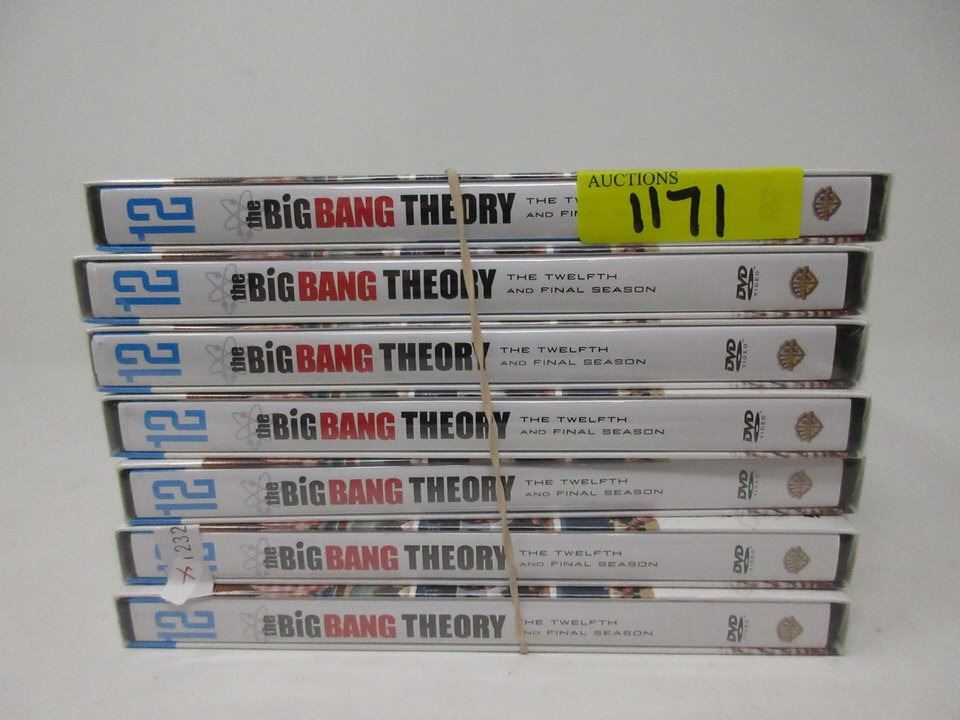 12 the BiG BANG THEORY THE TW
AND FIN
AUCTIONS
1171
12 the BiG BANG THEORY THE TWELFTH
AND FINAL SEASON DVD VIDEO
12 the BiG BANG THEORY THE TWELFTH
AND FINAL SEASON DVD VIDEO
12 the BiG BANG THEORY THE TWELFTH
AND FINAL SEASON DVD VIDEO
12 the BiG BANG THEORY THE TWELFTH
AND FINAL SEASON DVD VIDEO
1232
12 the BiG BANG THEORY THE TWELFTH
AND FINAL SEASON DVD VIDEO
12 the BiG BANG THEORY THE TWELFTH
AND FINAL SEASON DVD VIDEO